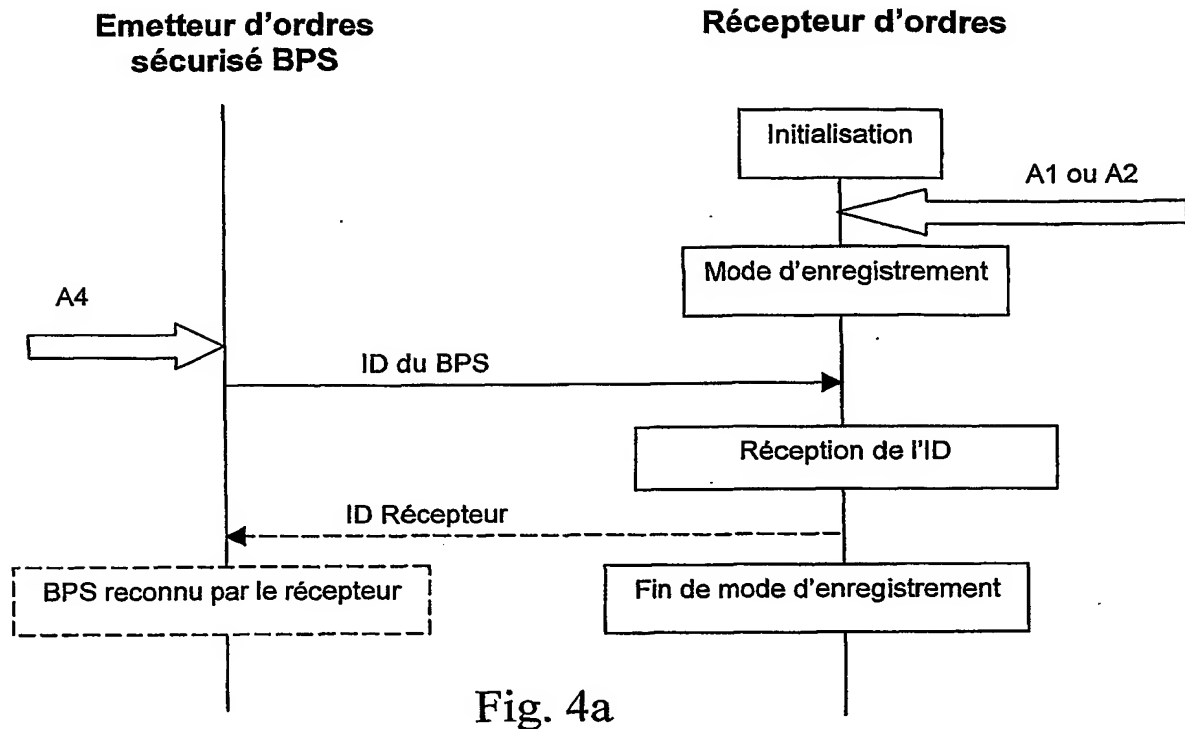 Emetteur d'ordres
sécurisé BPS
Récepteur d'ordres
Initialisation
A1 ou A2
Mode d'enregistrement
A4
ID du BPS
Réception de l'ID
ID Récepteur
BPS reconnu par le récepteur
Fin de mode d'enregistrement
Fig. 4a